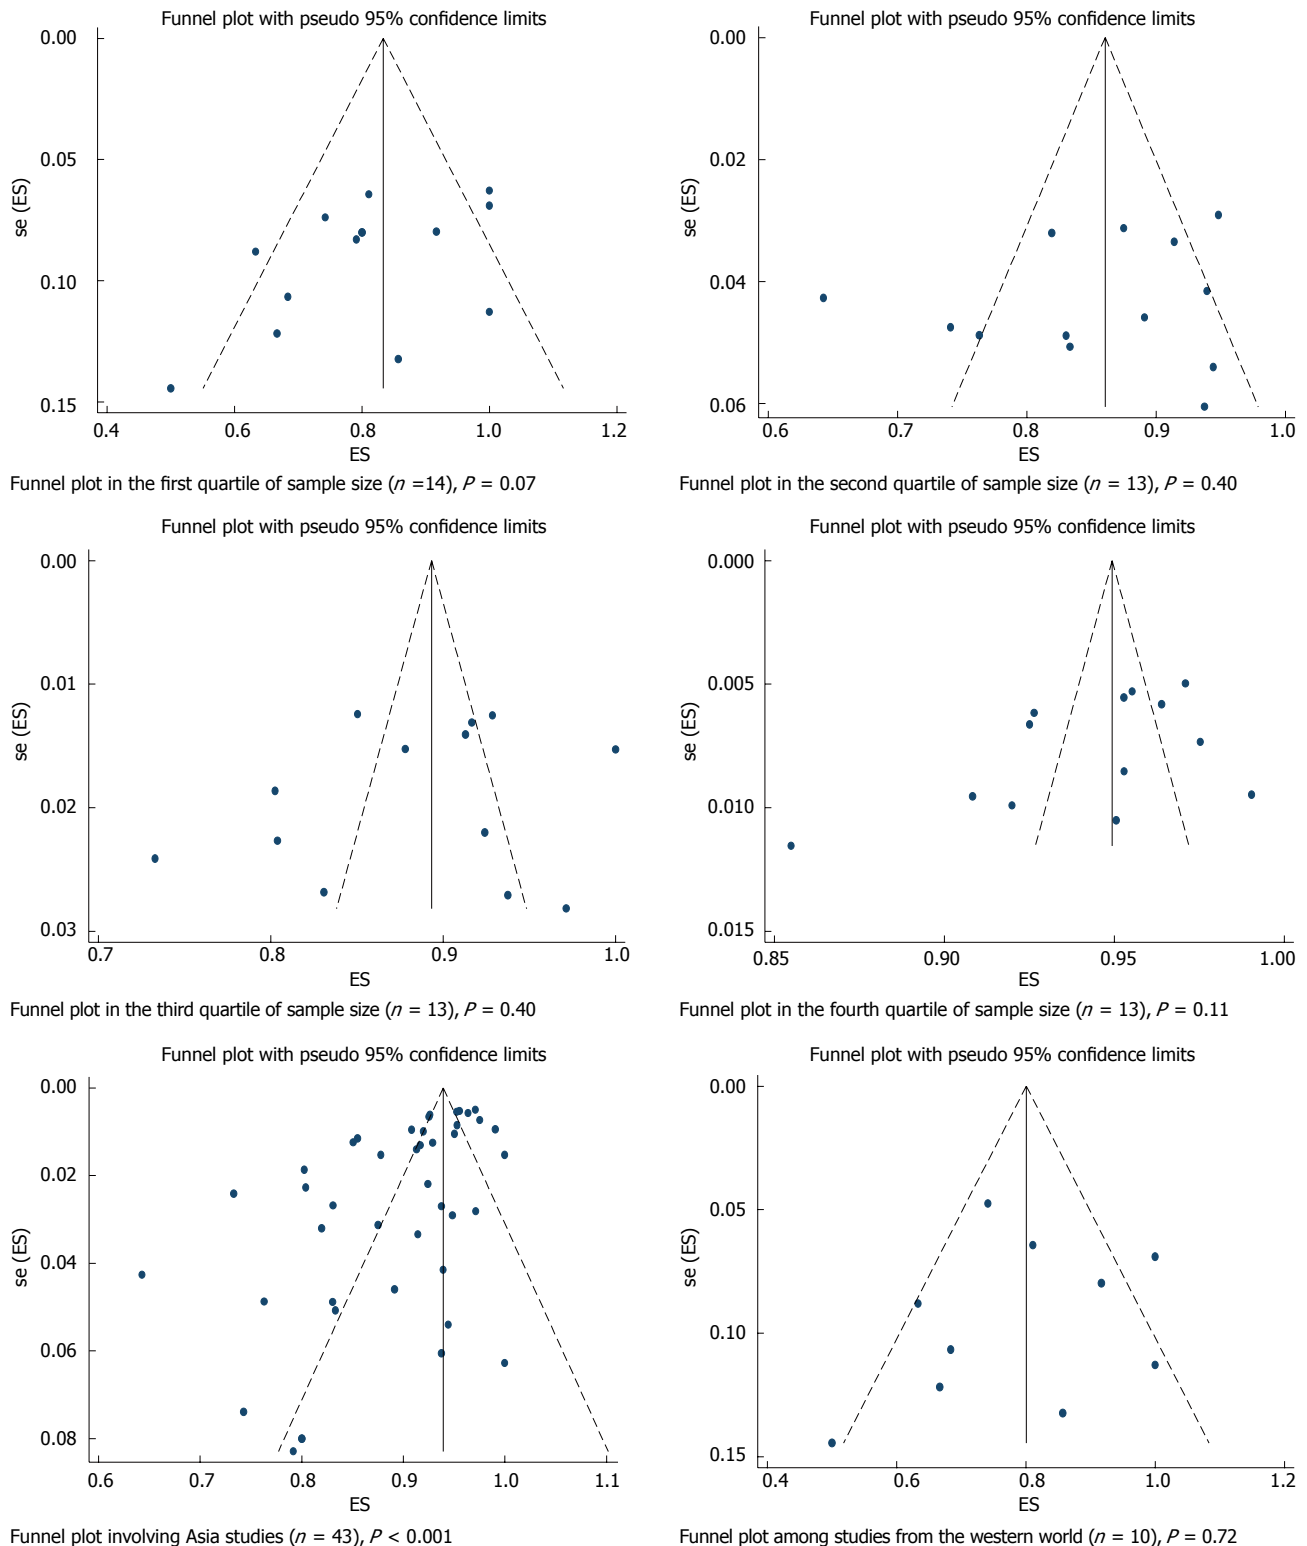 Funnel plot with pseudo 95% confidence limits
0.00
0.05
0.10
0.15
se (ES)
0.4 0.6 0.8 1.0 1.2
ES
Funnel plot in the first quartile of sample size (n =14), P = 0.07
Funnel plot with pseudo 95% confidence limits
0.00
0.02
0.04
0.06
se (ES)
0.6 0.7 0.8 0.9 1.0
ES
Funnel plot in the second quartile of sample size (n = 13), P = 0.40
Funnel plot with pseudo 95% confidence limits
0.00
0.01
0.02
0.03
se (ES)
0.7 0.8 0.9 1.0
ES
Funnel plot in the third quartile of sample size (n = 13), P = 0.40
Funnel plot with pseudo 95% confidence limits
0.000
0.005
0.010
0.015
se (ES)
0.85 0.90 0.95 1.00
ES
Funnel plot in the fourth quartile of sample size (n = 13), P = 0.11
Funnel plot with pseudo 95% confidence limits
0.00
0.02
0.04
0.06
0.08
se (ES)
0.6 0.7 0.8 0.9 1.0 1.1
ES
Funnel plot involving Asia studies (n = 43), P < 0.001
Funnel plot with pseudo 95% confidence limits
0.00
0.05
0.10
0.15
se (ES)
0.4 0.6 0.8 1.0 1.2
ES
Funnel plot among studies from the western world (n = 10), P = 0.72